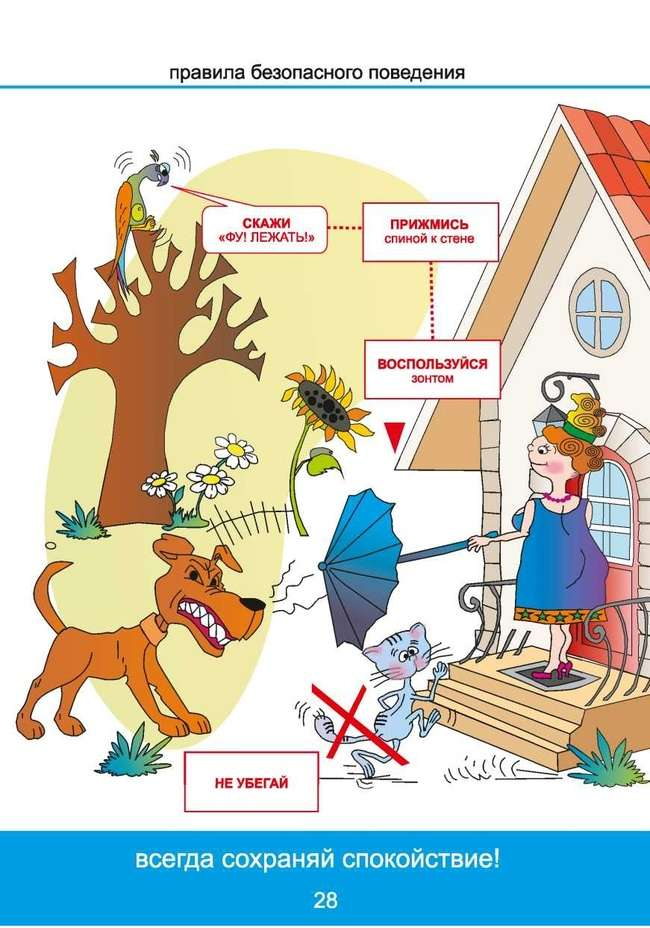 правила безопасного поведения
СКАЖИ
«ФУ! ЛЕЖАТЬ!»
ПРИЖМИСЬ
спиной к стене
ВОСПОЛЬЗУЙСЯ
зонтом
НЕ УБЕГАЙ
всегда сохраняй спокойствие!
28